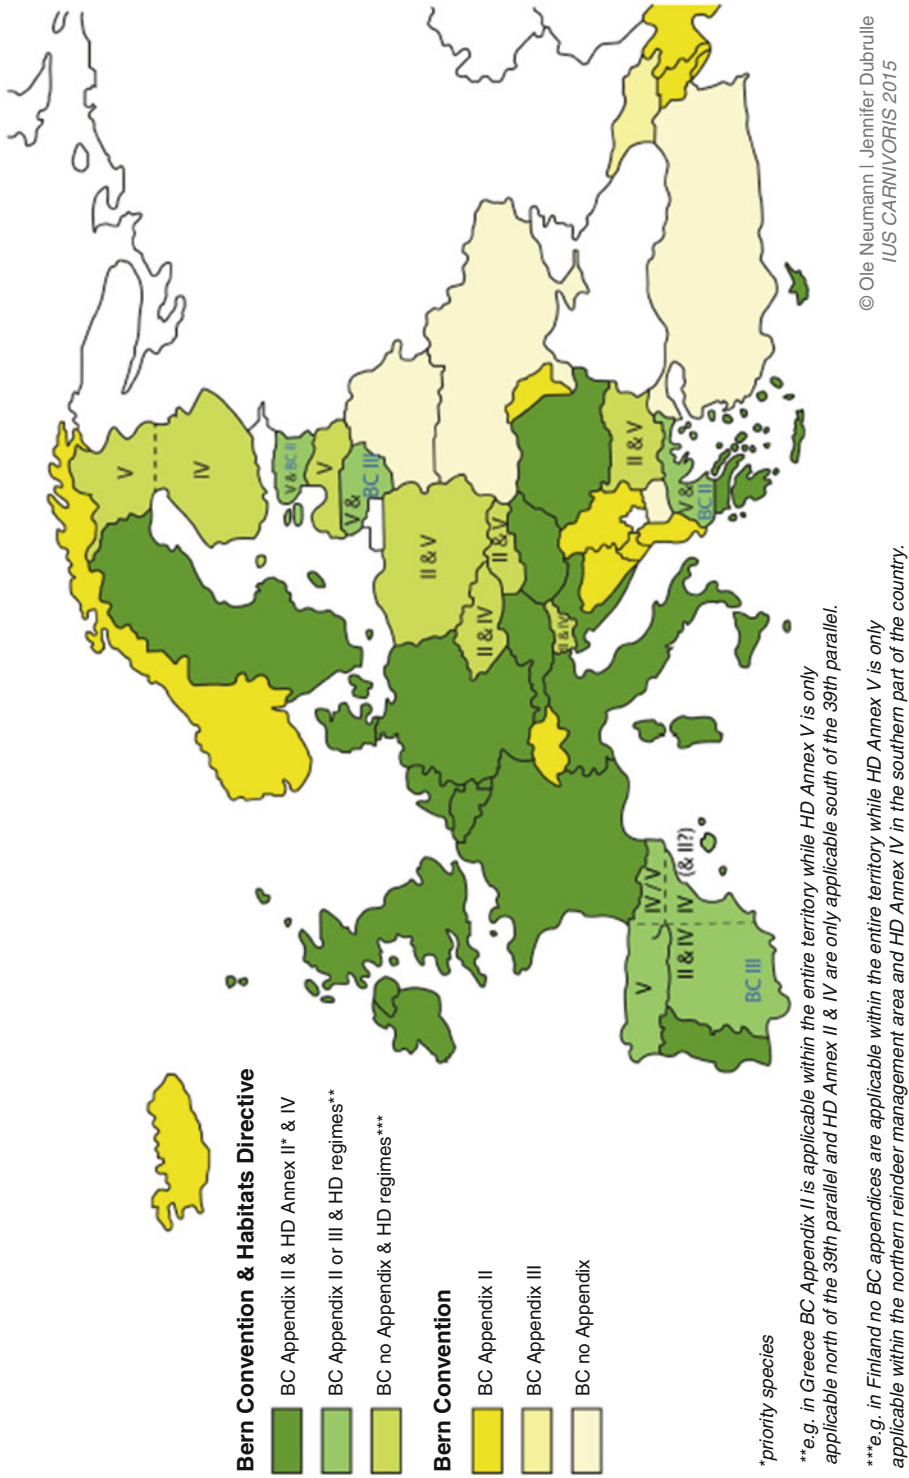 Bern Convention & Habitats Directive
BC Appendix II & HD Annex II* & IV
BC Appendix II or III & HD regimes**
BC no Appendix & HD regimes***
Bern Convention
BC Appendix II
BC Appendix III
BC no Appendix
V
IV
V & BC II
V
V &
BC III
II & V
II & V
II & IV
II & IV
II & V
V &
BC II
V
IV / V
II & IV
IV
(& II?)
BC III
*priority species
**e.g. in Greece BC Appendix II is applicable within the entire territory while HD Annex V is only
applicable north of the 39th parallel and HD Annex II & IV are only applicable south of the 39th parallel.
***e.g. in Finland no BC appendices are applicable within the entire territory while HD Annex V is only
applicable within the northern reindeer management area and HD Annex IV in the southern part of the country.
© Ole Neumann | Jennifer Dubrulle
IUS CARNIVORIS 2015